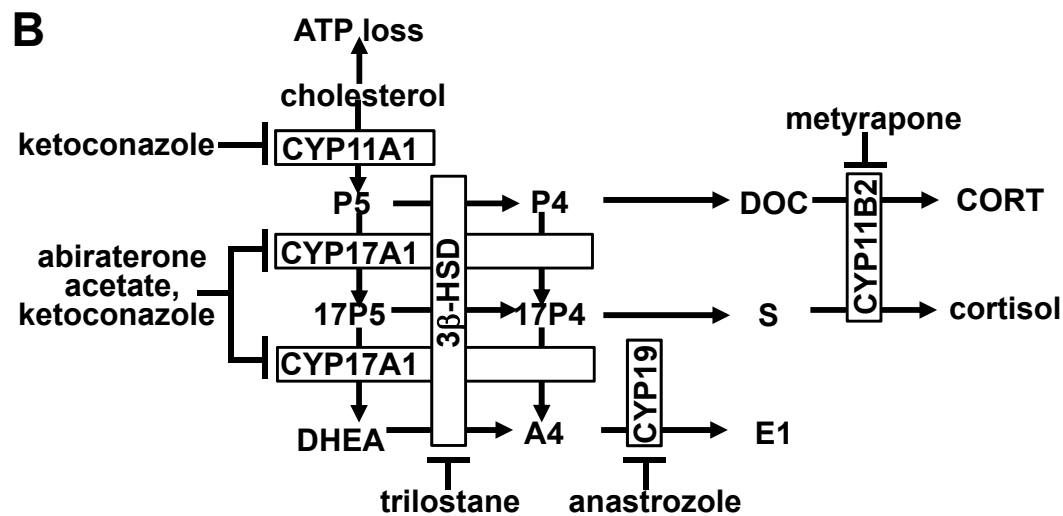 B
ATP loss
cholesterol
metyrapone
ketoconazole
CYP11A1
P5
P4
DOC
CYP11B2
CORT
abiraterone
acetate,
ketoconazole
CYP17A1
3β-HSD
17P5
17P4
S
cortisol
CYP17A1
CYP19
DHEA
A4
E1
trilostane
anastrozole